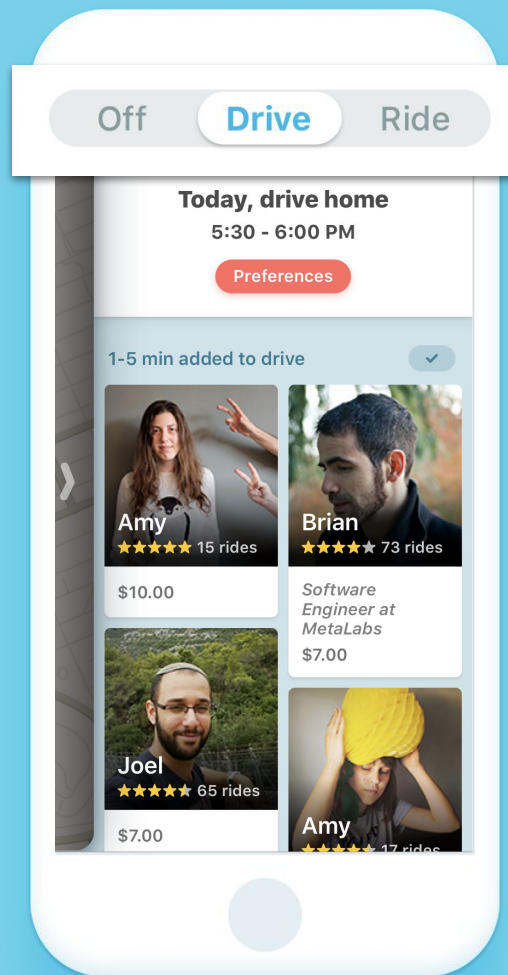 Off
Drive
Ride
Today, drive home
5:30 - 6:00 PM
Preferences
1-5 min added to drive
Amy
15 rides
$10.00
Brian
73 rides
Software
Engineer at
MetaLabs
$7.00
Joel
65 rides
$7.00
Amy
17 rides